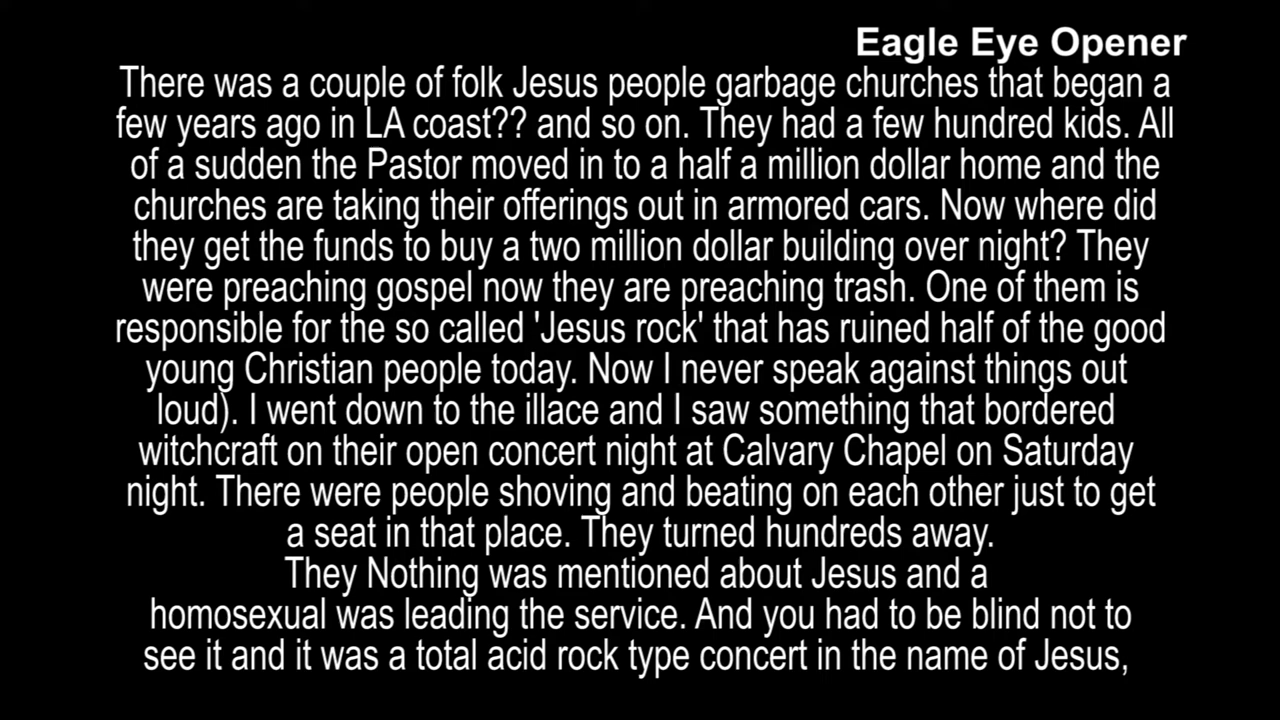 Eagle Eye Opener
There was a couple of folk Jesus people garbage churches that began a
few years ago in LA coast?? and so on. They had a few hundred kids. All
of a sudden the Pastor moved in to a half a million dollar home and the
churches are taking their offerings out in armored cars. Now where did
they get the funds to buy a two million dollar building over night? They
were preaching gospel now they are preaching trash. One of them is
responsible for the so called 'Jesus rock' that has ruined half of the good
young Christian people today. Now I never speak against things out
loud). I went down to the illace and I saw something that bordered
witchcraft on their open concert night at Calvary Chapel on Saturday
night. There were people shoving and beating on each other just to get
a seat in that place. They turned hundreds away.
They Nothing was mentioned about Jesus and a
homosexual was leading the service. And you had to be blind not to
see it and it was a total acid rock type concert in the name of Jesus,